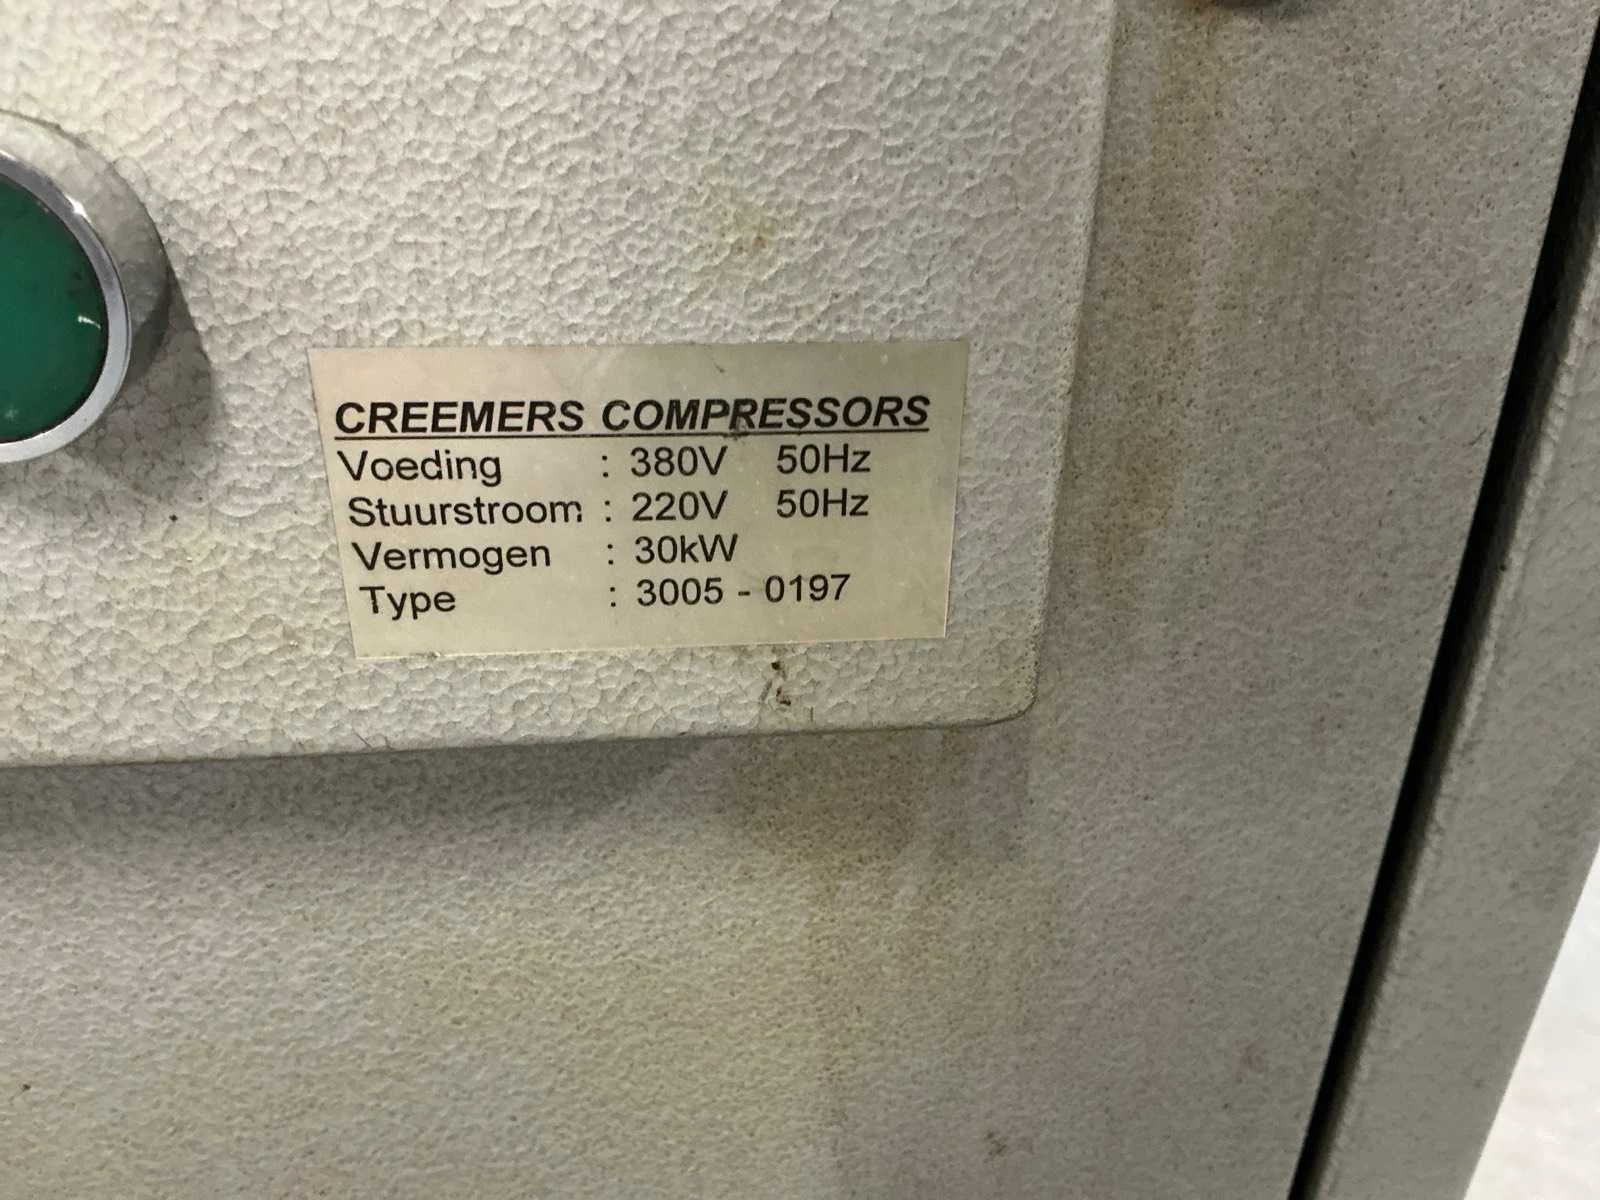 CREEMERS COMPRESSORS
Voeding : 380V 50Hz
Stuurstroom : 220V 50Hz
Vermogen : 30kW
Type : 3005 - 0197